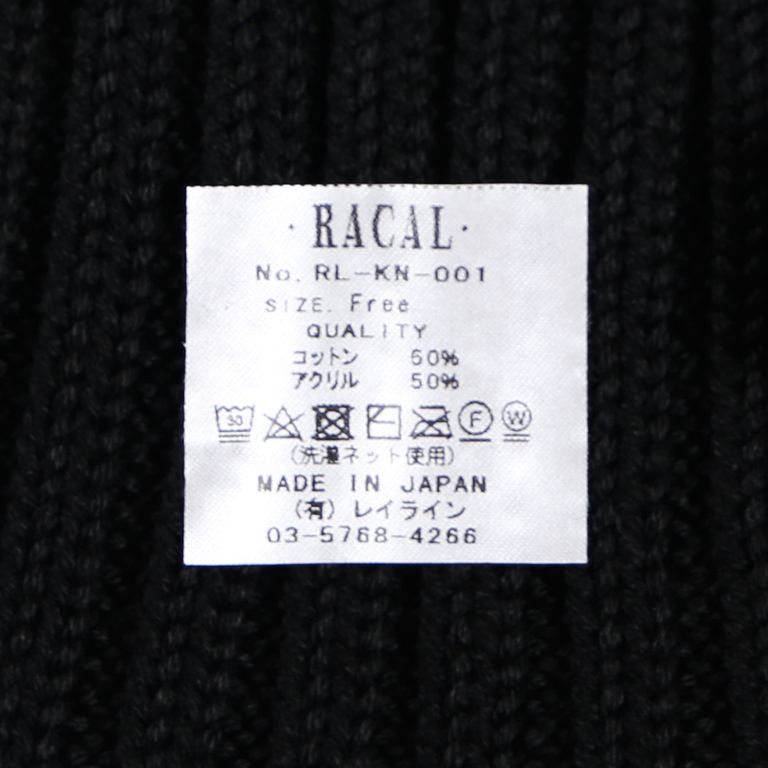 · RACAL ·
No. RL-KN-001
SIZE. Free
QUALITY
コットン 50%
アクリル 50%
30 F W
(洗濯ネット使用)
MADE IN JAPAN
(有) レイライン
03-5768-4266